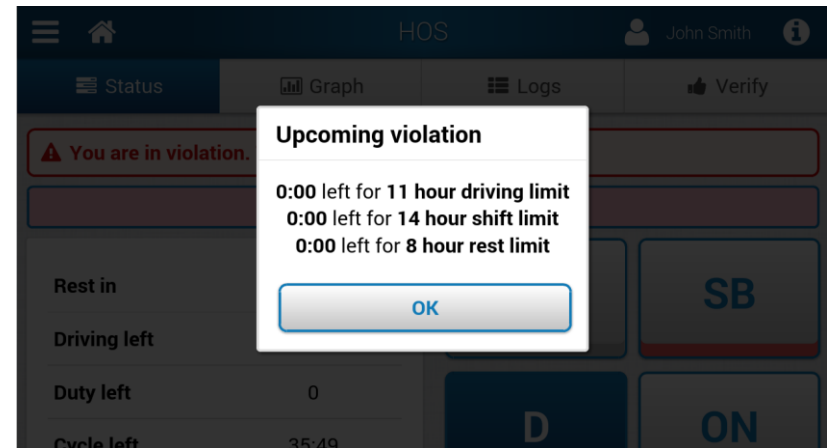 HOS
John Smith
Status
Graph
Logs
Verify
You are in violation.
Upcoming violation
0:00 left for 11 hour driving limit
0:00 left for 14 hour shift limit
0:00 left for 8 hour rest limit
OK
Rest in
SB
Driving left
Duty left 0
D
ON
Cycle left 35:49